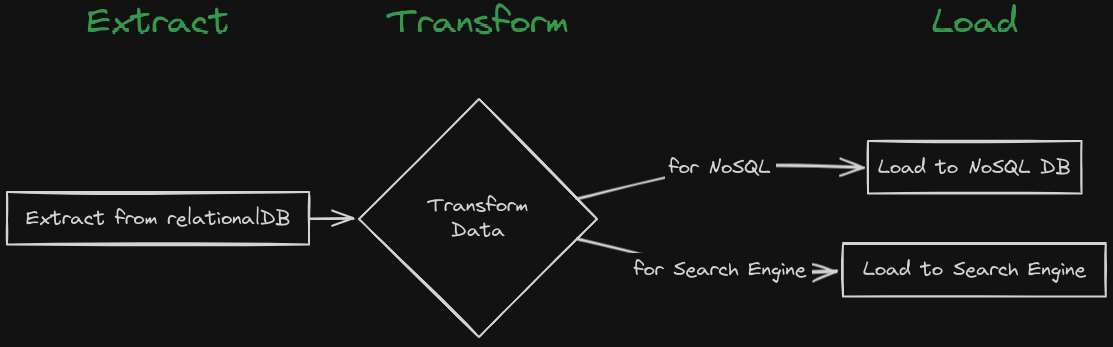 Extract
Transform
Load
Extract from relationalDB
Transform
Data
for NoSQL
Load to NoSQL DB
for Search Engine
Load to Search Engine